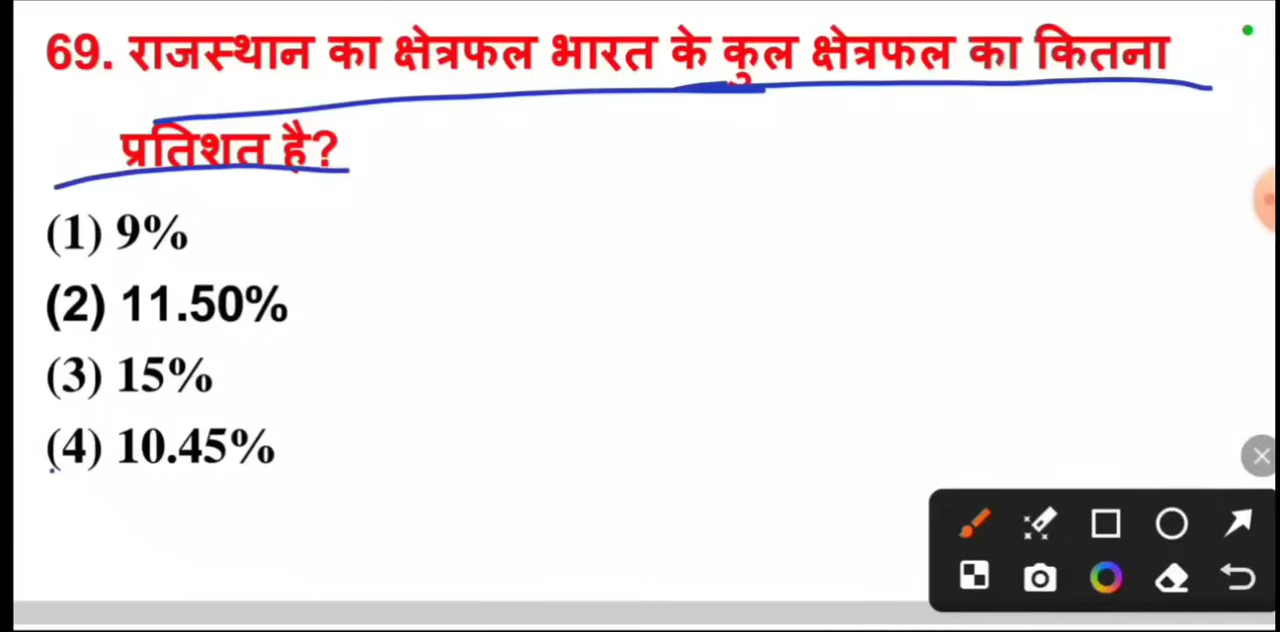 69. राजस्थान का क्षेत्रफल भारत के कुल क्षेत्रफल का कितना
प्रतिशत है?
(1) 9%
(2) 11.50%
(3) 15%
(4) 10.45%